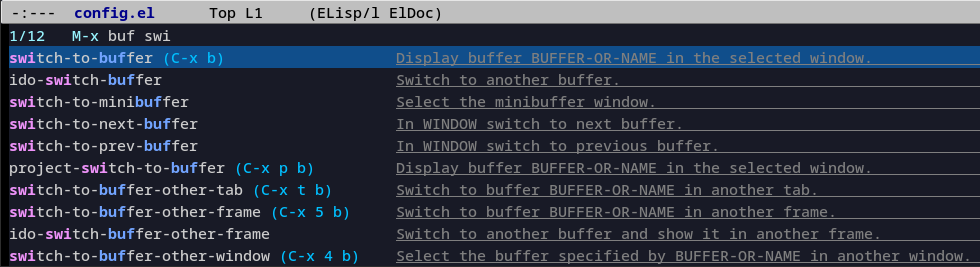 -:--- config.el Top L1 (ELisp/l ElDoc)
1/12 M-x buf swi
switch-to-buffer (C-x b) Display buffer BUFFER-OR-NAME in the selected window.
ido-switch-buffer Switch to another buffer.
switch-to-minibuffer Select the minibuffer window.
switch-to-next-buffer In WINDOW switch to next buffer.
switch-to-prev-buffer In WINDOW switch to previous buffer.
project-switch-to-buffer (C-x p b) Display buffer BUFFER-OR-NAME in the selected window.
switch-to-buffer-other-tab (C-x t b) Switch to buffer BUFFER-OR-NAME in another tab.
switch-to-buffer-other-frame (C-x 5 b) Switch to buffer BUFFER-OR-NAME in another frame.
ido-switch-buffer-other-frame Switch to another buffer and show it in another frame.
switch-to-buffer-other-window (C-x 4 b) Select the buffer specified by BUFFER-OR-NAME in another window.